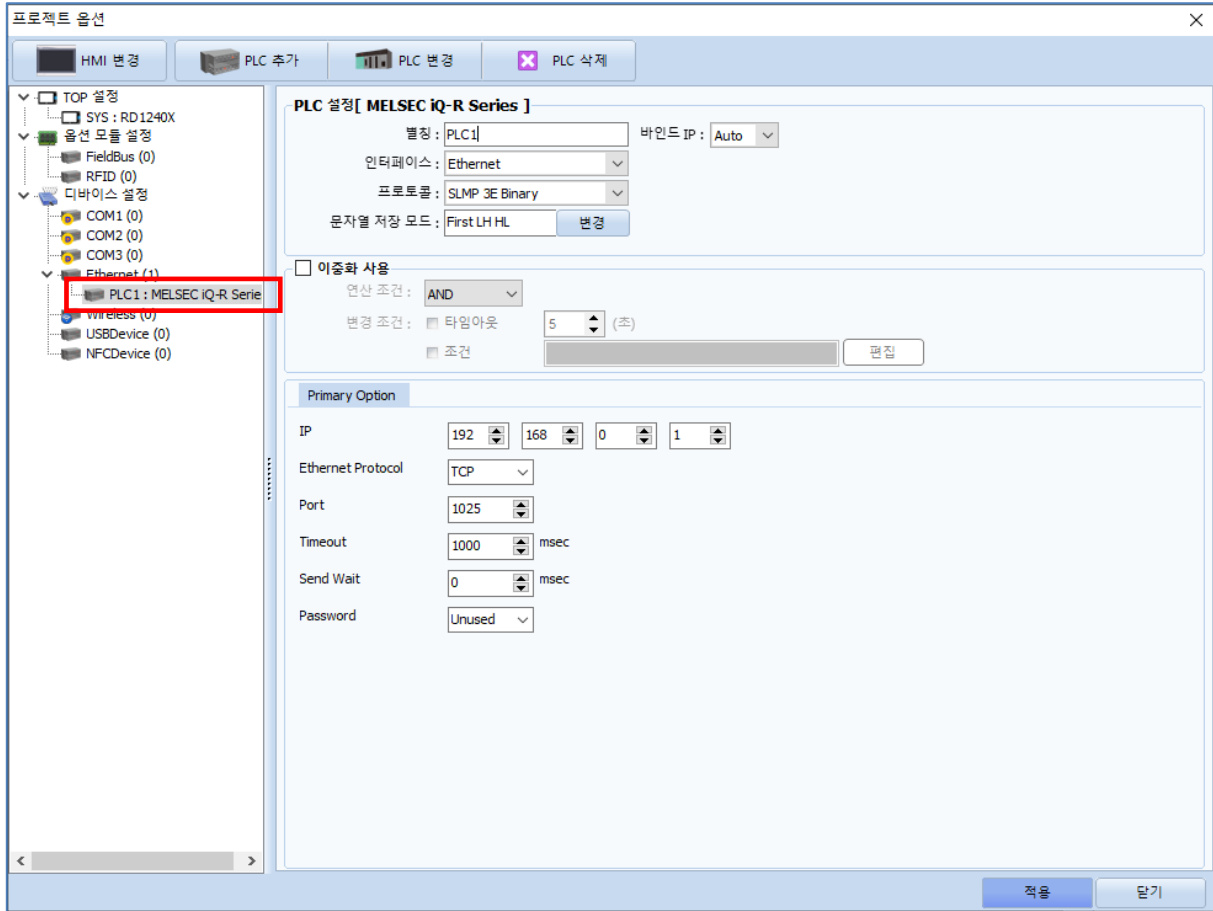 프로젝트 옵션
HMI 변경 PLC 추가 PLC 변경 PLC 삭제
TOP 설정
SYS : RD1240X
옵션 모듈 설정
FieldBus (0)
RFID (0)
디바이스 설정
COM1 (0)
COM2 (0)
COM3 (0)
Ethernet (1)
PLC1 : MELSEC iQ-R Serie
Wireless (0)
USBDevice (0)
NFCDevice (0)
PLC 설정[ MELSEC iQ-R Series ]
별칭 : PLC1 바인드 IP : Auto
인터페이스 : Ethernet
프로토콜 : SLMP 3E Binary
문자열 저장 모드 : First LH HL 변경
이중화 사용
연산 조건 : AND
변경 조건 : 타임아웃 5 (초)
조건 편집
Primary Option
IP 192 168 0 1
Ethernet Protocol TCP
Port 1025
Timeout 1000 msec
Send Wait 0 msec
Password Unused
적용 닫기